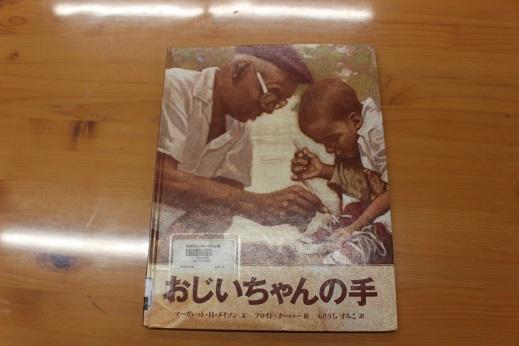 おじいちゃんの手
マーガレット・H・メイソン 文 フロイド・クーパー 絵 もりうちすみこ 訳